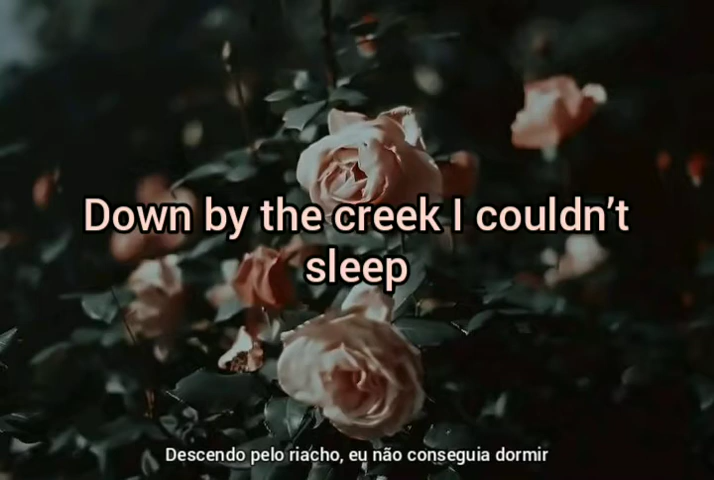 Down by the creek I couldn’t
sleep
Descendo pelo riacho, eu não conseguia dormir